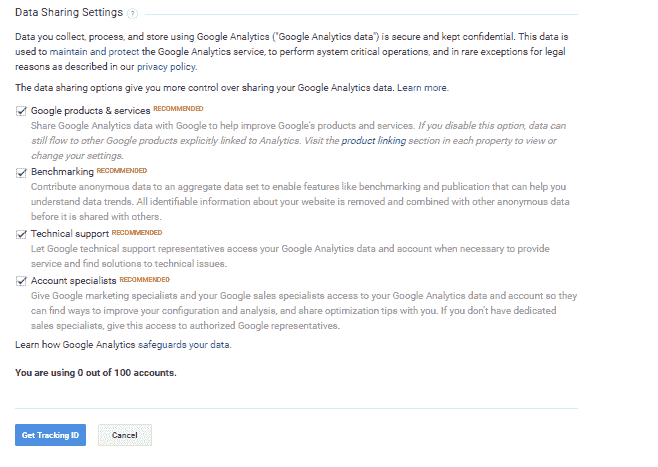 Data Sharing Settings ?
Data you collect, process, and store using Google Analytics ("Google Analytics data") is secure and kept confidential. This data is
used to maintain and protect the Google Analytics service, to perform system critical operations, and in rare exceptions for legal
reasons as described in our privacy policy.
The data sharing options give you more control over sharing your Google Analytics data. Learn more.
Google products & services RECOMMENDED
Share Google Analytics data with Google to help improve Google's products and services. If you disable this option, data can
still flow to other Google products explicitly linked to Analytics. Visit the product linking section in each property to view or
change your settings.
Benchmarking RECOMMENDED
Contribute anonymous data to an aggregate data set to enable features like benchmarking and publication that can help you
understand data trends. All identifiable information about your website is removed and combined with other anonymous data
before it is shared with others.
Technical support RECOMMENDED
Let Google technical support representatives access your Google Analytics data and account when necessary to provide
service and find solutions to technical issues.
Account specialists RECOMMENDED
Give Google marketing specialists and your Google sales specialists access to your Google Analytics data and account so they
can find ways to improve your configuration and analysis, and share optimization tips with you. If you don't have dedicated
sales specialists, give this access to authorized Google representatives.
Learn how Google Analytics safeguards your data.
You are using 0 out of 100 accounts.
Get Tracking ID Cancel